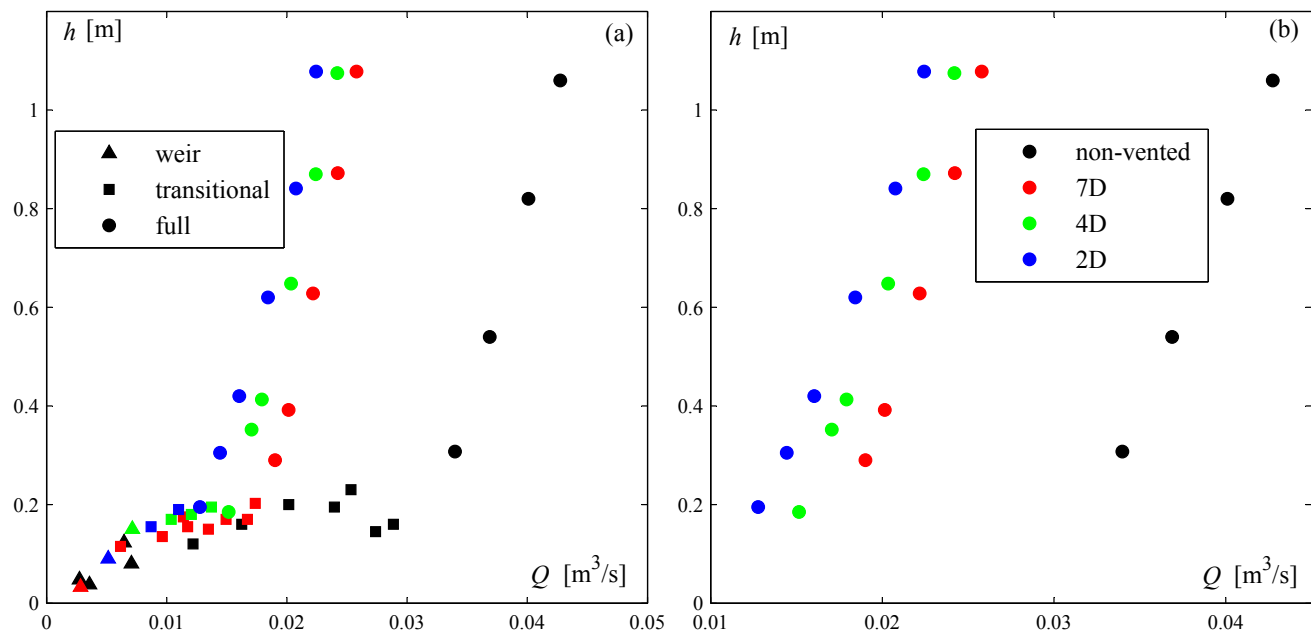 h [m]
(a)
1
0.8
0.6
0.4
0.2
0
weir
transitional
full
Q [m³/s]
0 0.01 0.02 0.03 0.04 0.05
h [m]
(b)
1
0.8
0.6
0.4
0.2
0
non-vented
7D
4D
2D
Q [m³/s]
0.01 0.02 0.03 0.04